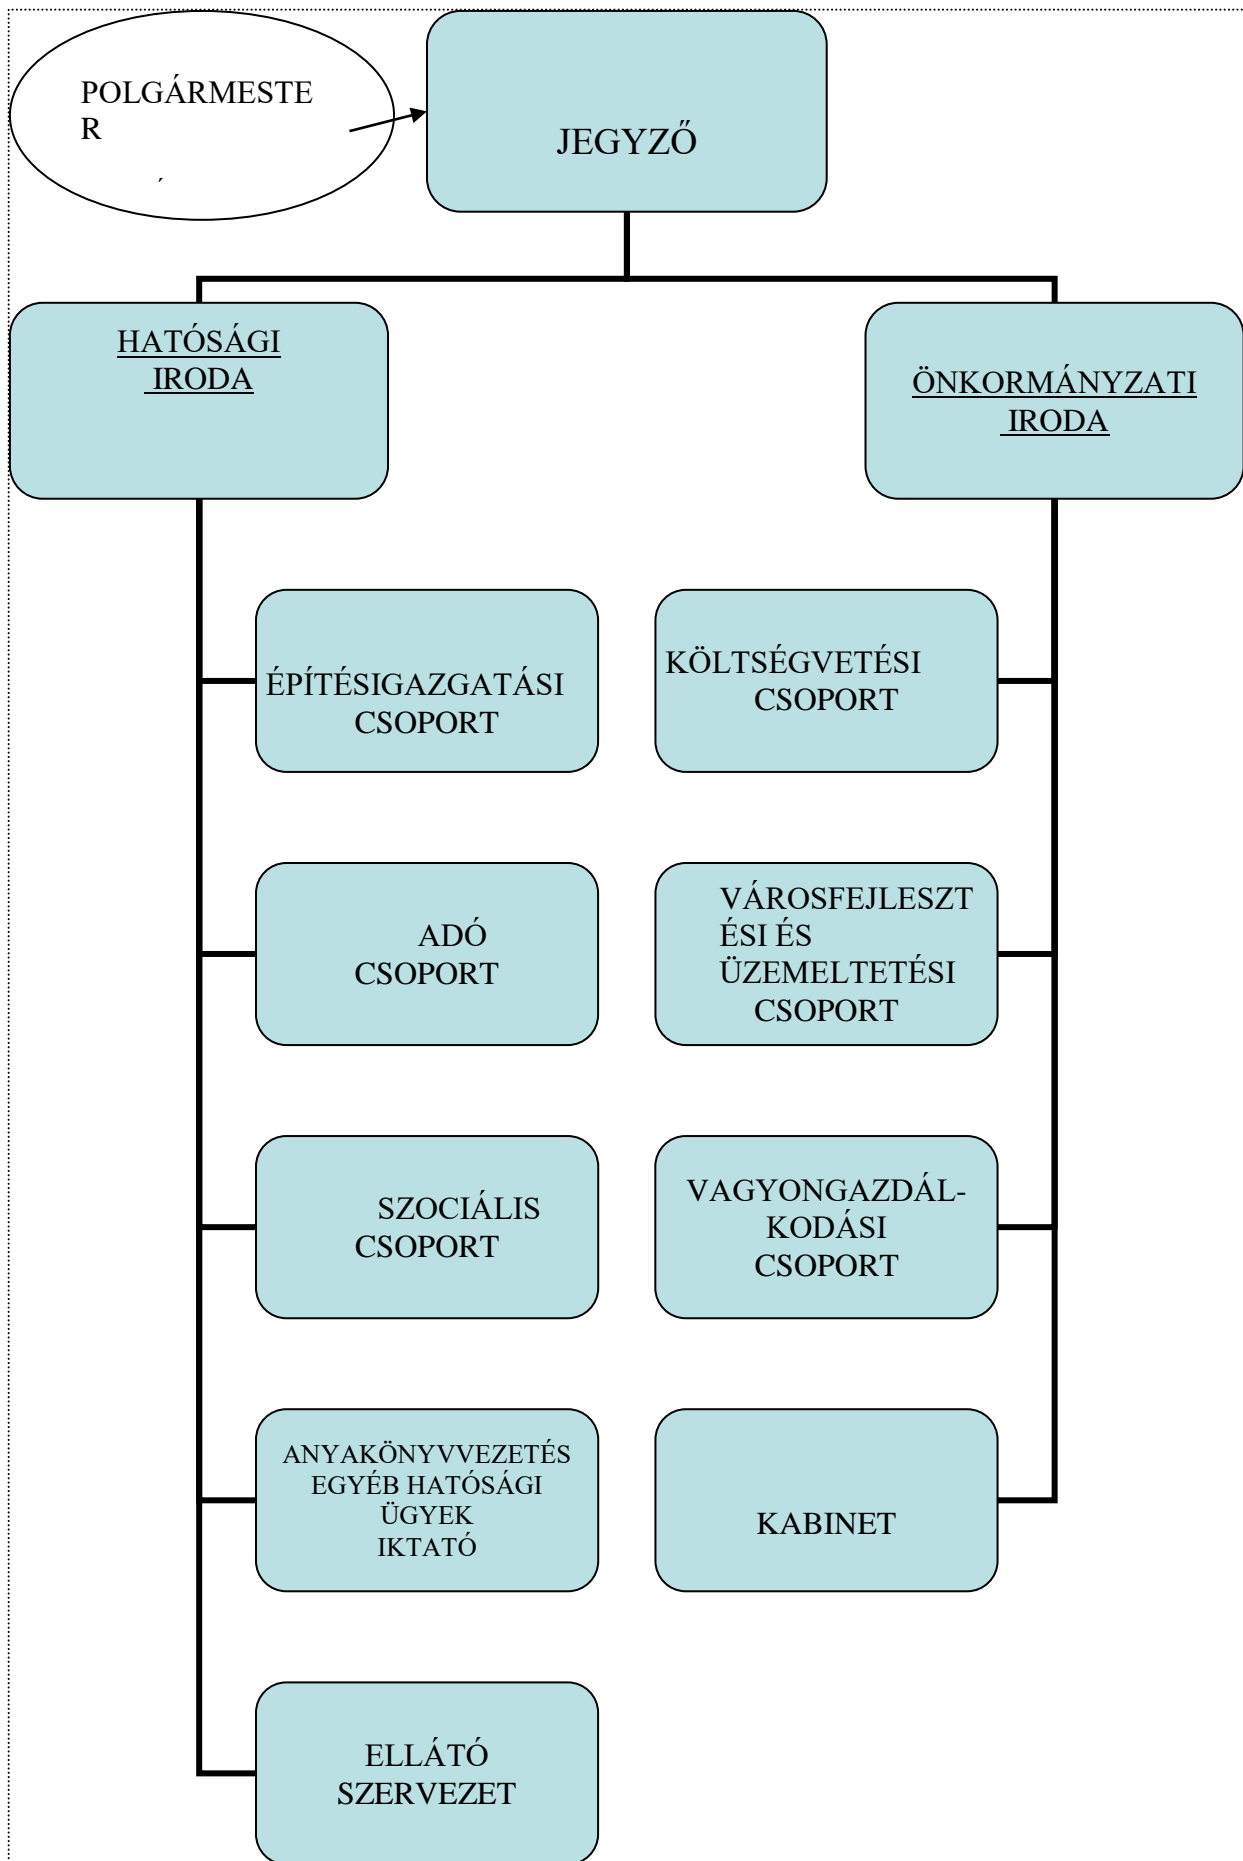 POLGÁRMESTE
R
JEGYZŐ
HATÓSÁGI
IRODA
ÖNKORMÁNYZATI
IRODA
ÉPÍTÉSIGAZGATÁSI
CSOPORT
KÖLTSÉGVETÉSI
CSOPORT
ADÓ
CSOPORT
VÁROSFEJLESZT
ÉSI ÉS
ÜZEMELTETÉSI
CSOPORT
SZOCIÁLIS
CSOPORT
VAGYONGAZDÁL-
KODÁSI
CSOPORT
ANYAKÖNYVVEZETÉS
EGYÉB HATÓSÁGI
ÜGYEK
IKTATÓ
KABINET
ELLÁTÓ
SZERVEZET